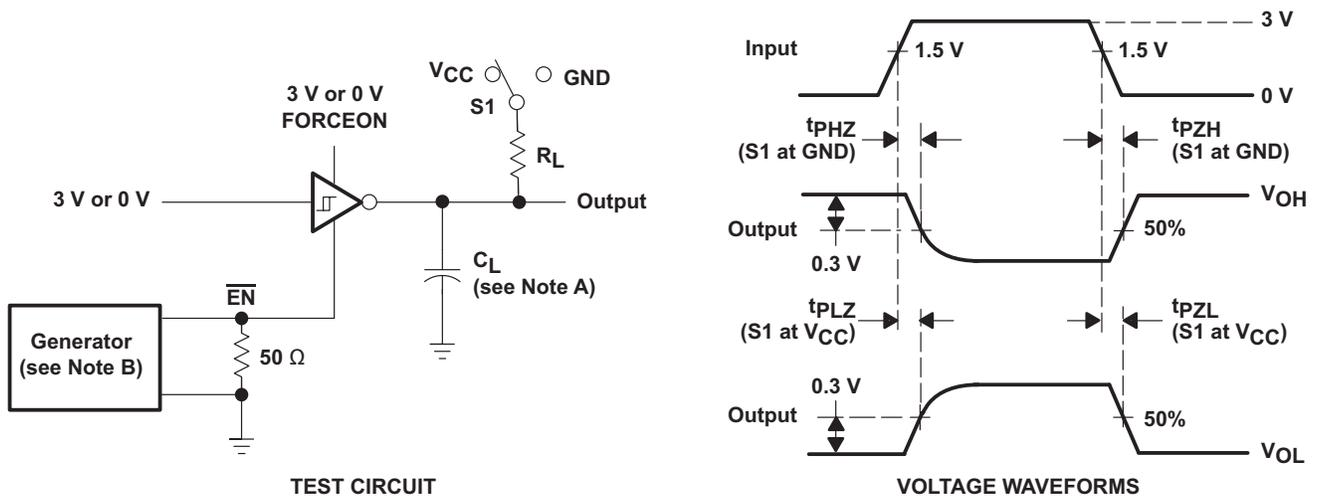 3 V or 0 V
FORCEON
VCC
GND
S1
RL
3 V or 0 V
Output
CL
(see Note A)
EN
Generator
(see Note B)
50 Ω
TEST CIRCUIT
Input
1.5 V
1.5 V
3 V
0 V
tPHZ
(S1 at GND)
tPZH
(S1 at GND)
Output
0.3 V
50%
VOH
tPLZ
(S1 at VCC)
tPZL
(S1 at VCC)
0.3 V
Output
50%
VOL
VOLTAGE WAVEFORMS